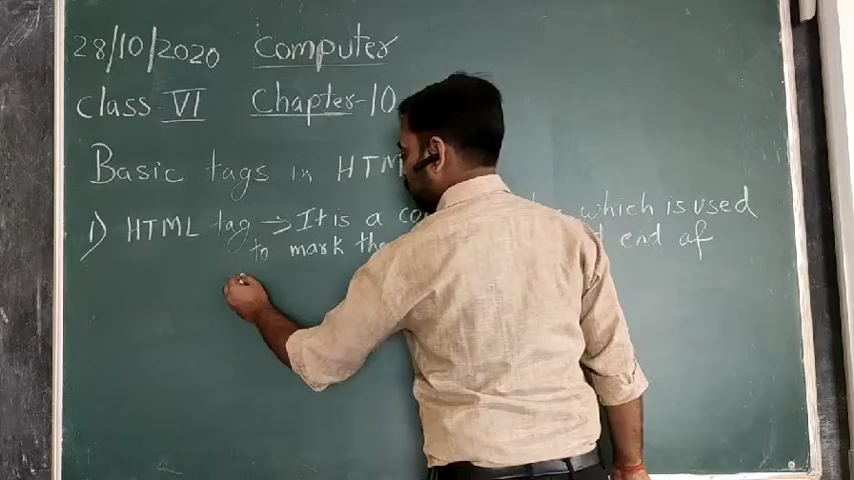 28/10/2020 Computer
Class VI Chapter-10
Basic tags in HTM
i) HTML tag → It is a co which is used
to mark the end of